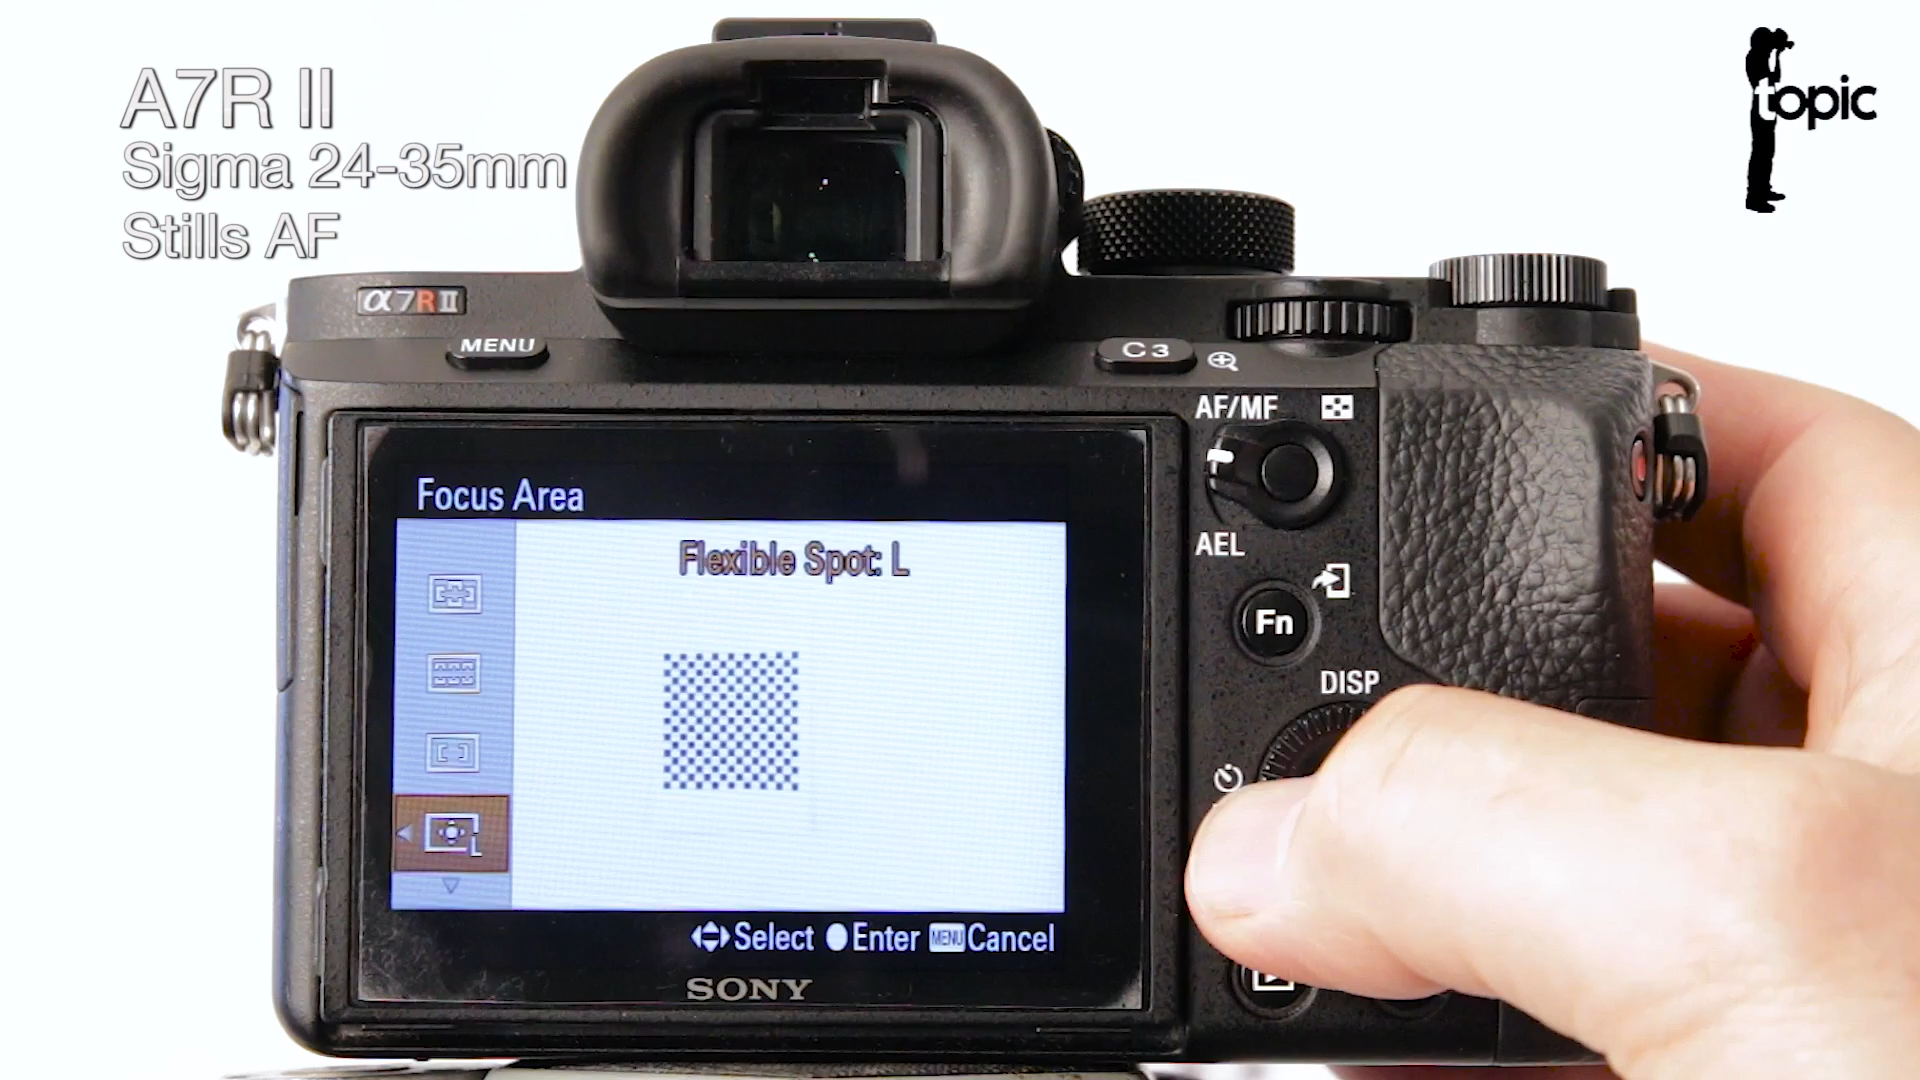 A7R II
Sigma 24-35mm
Stills AF
topic
α7RII
MENU
C3
AF/MF
AEL
Fn
DISP
Focus Area
Flexible Spot: L
L
Select Enter MENU Cancel
SONY